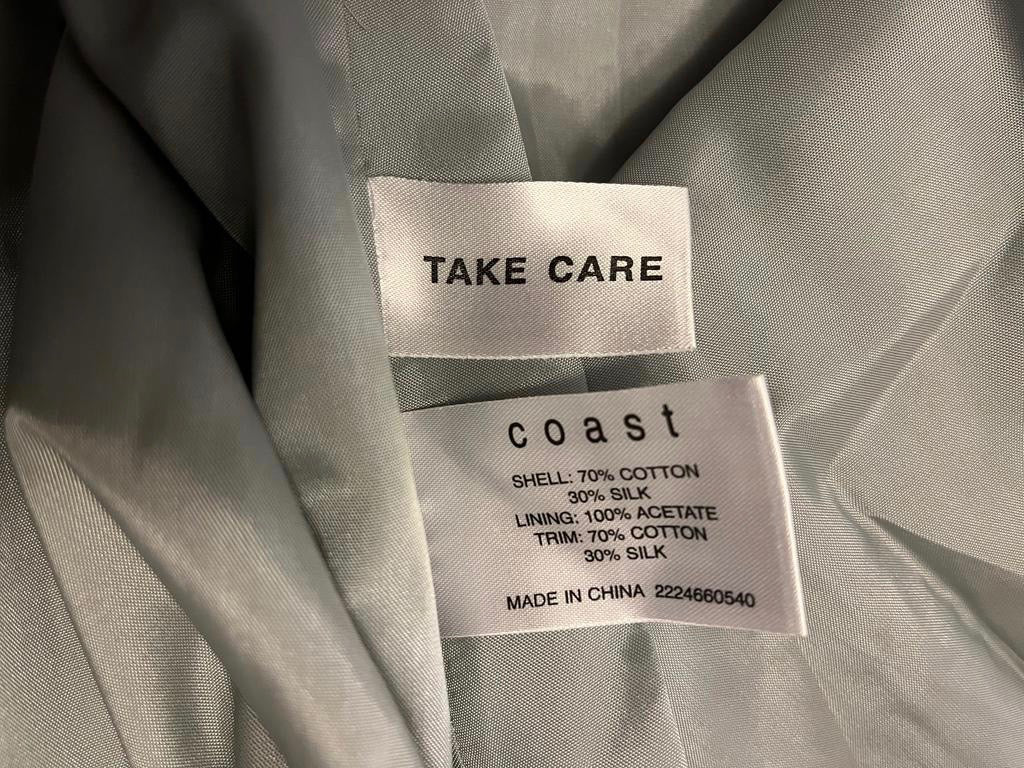 TAKE CARE
coast
SHELL: 70% COTTON
30% SILK
LINING: 100% ACETATE
TRIM: 70% COTTON
30% SILK
MADE IN CHINA 2224660540